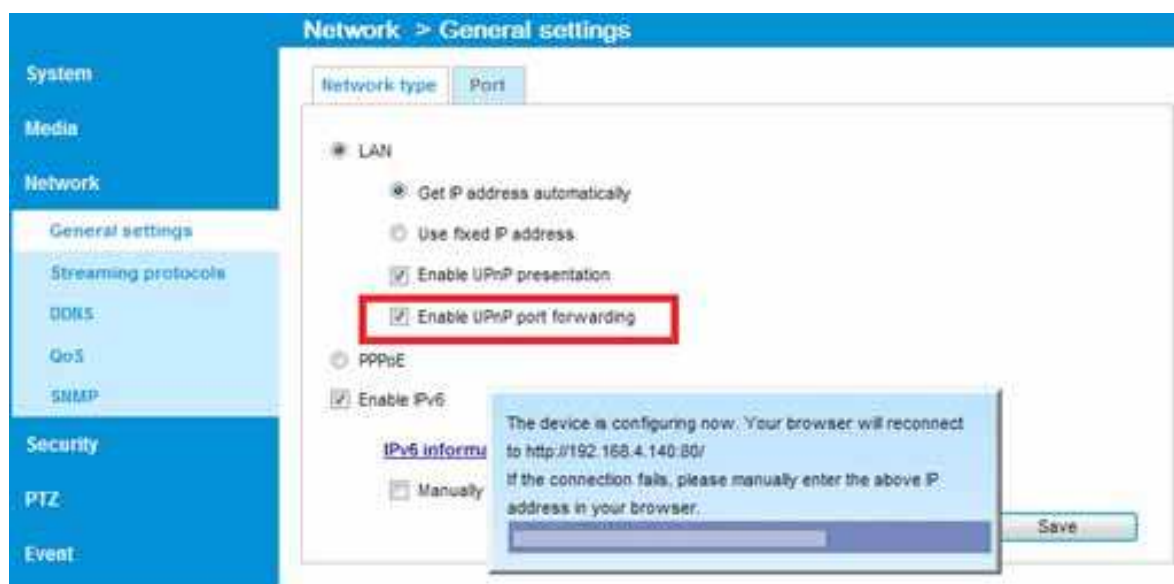 Network > General settings
System
Media
Network
General settings
Streaming protocols
DDNS
QoS
SNMP
Security
PTZ
Event
Network type
Port
LAN
Get IP address automatically
Use fixed IP address
Enable UPnP presentation
Enable UPnP port forwarding
PPPoE
Enable IPv6
IPv6 informa
Manually
The device is configuring now. Your browser will reconnect
to http://192.168.4.140:80/
If the connection fails, please manually enter the above IP
address in your browser.
Save